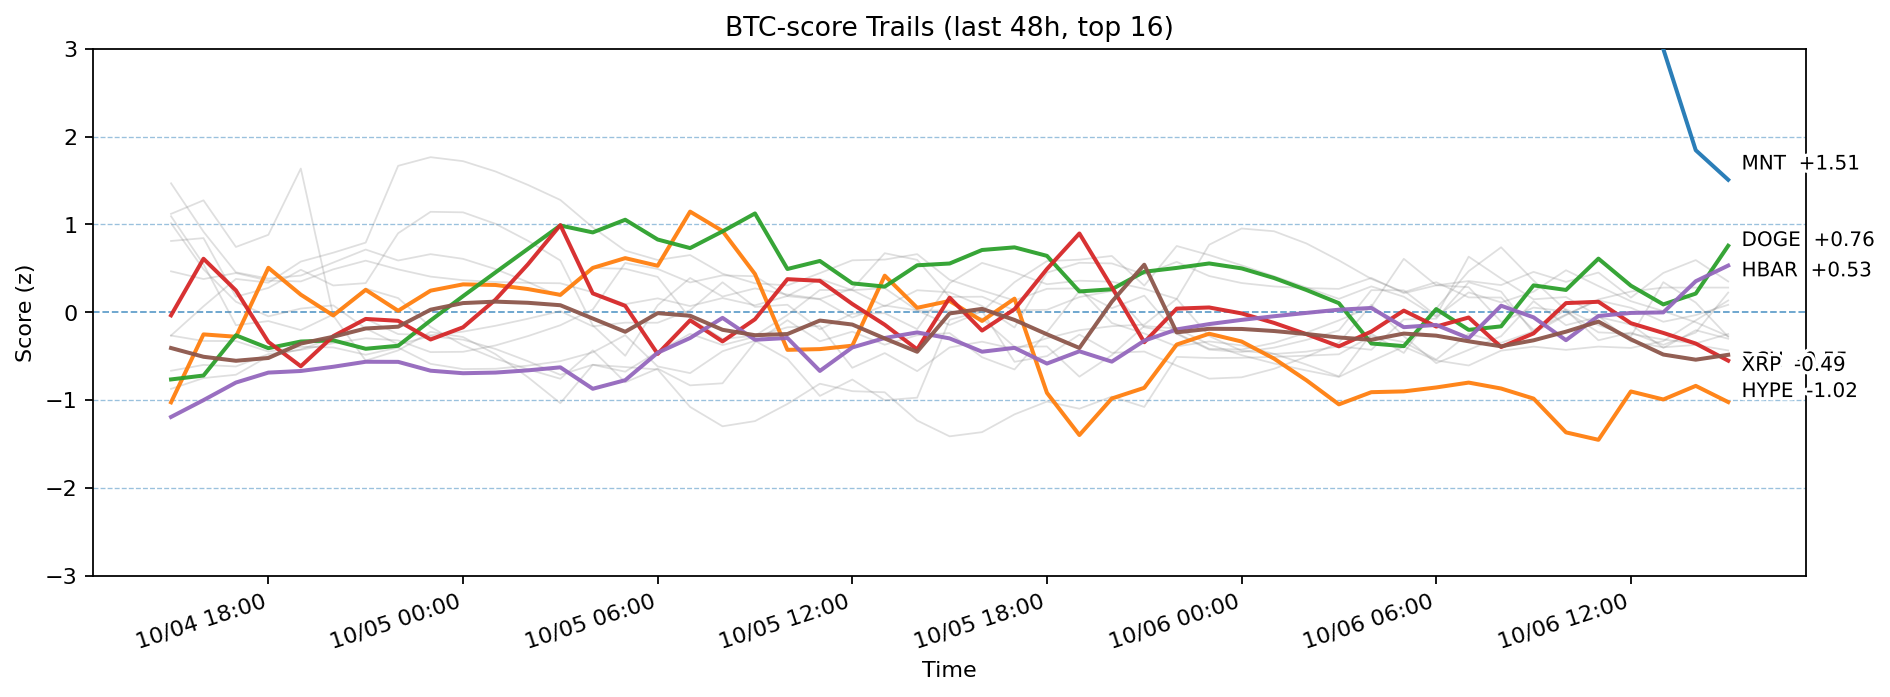 BTC-score Trails (last 48h, top 16)
Score (z)
3
2
1
0
−1
−2
−3
MNT +1.51
DOGE +0.76
HBAR +0.53
XRP -0.49
HYPE -1.02
10/04 18:00
10/05 00:00
10/05 06:00
10/05 12:00
10/05 18:00
10/06 00:00
10/06 06:00
10/06 12:00
Time